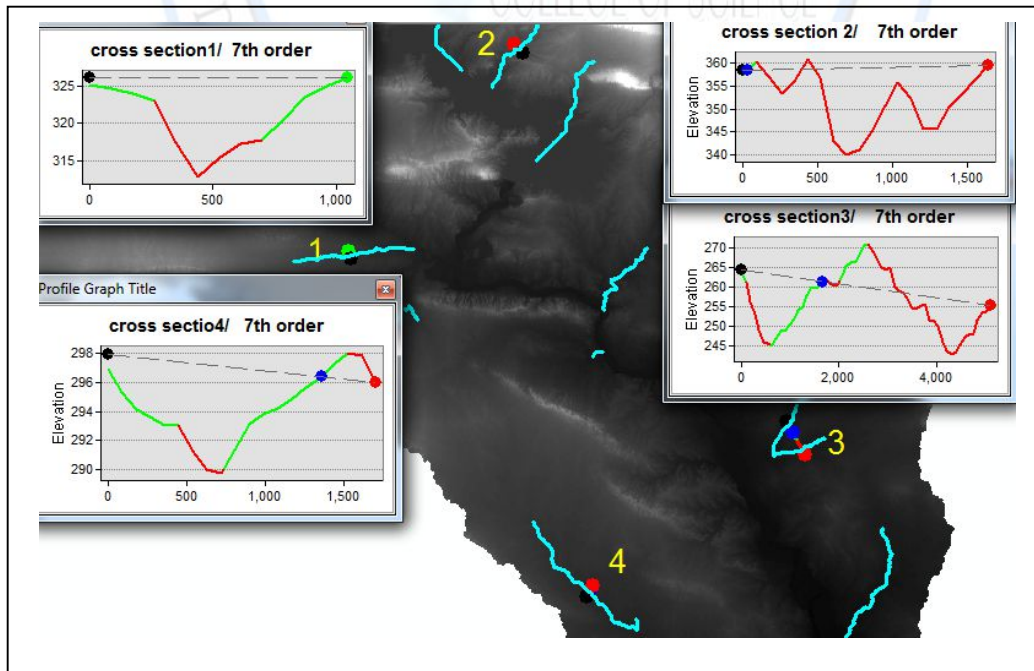 COLLEGE OF SCIENCE
cross section1/ 7th order
325
320
315
0 500 1,000
2
cross section 2/ 7th order
Elevation
360
355
350
345
340
0 500 1,000 1,500
1
cross section3/ 7th order
Elevation
270
265
260
255
250
245
0 2,000 4,000
Profile Graph Title
x
cross sectio4/ 7th order
Elevation
298
296
294
292
290
0 500 1,000 1,500
3
4